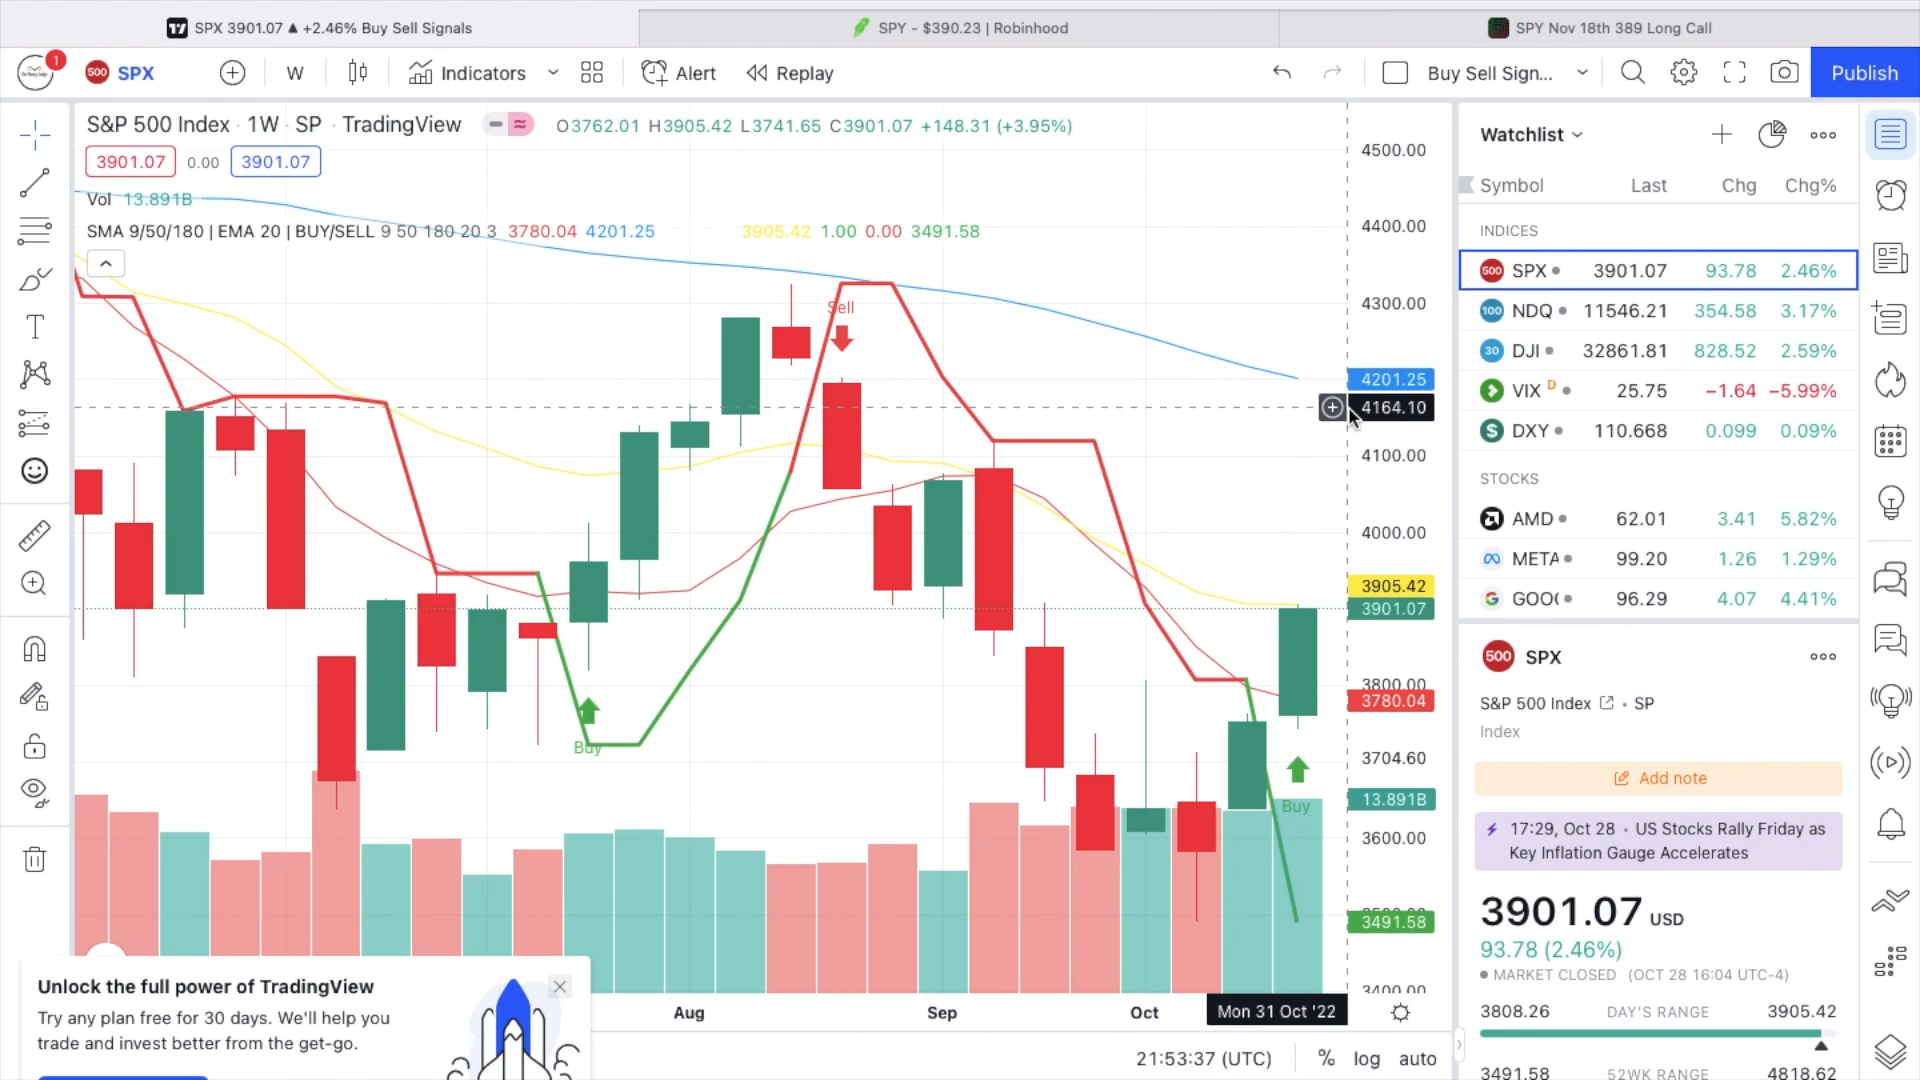 SPX 3901.07 ▲ +2.46% Buy Sell Signals
SPY - $390.23 | Robinhood
SPY Nov 18th 389 Long Call
1
500 SPX
W
Indicators
Alert
Replay
Buy Sell Sign...
Publish
S&P 500 Index · 1W · SP · TradingView
O3762.01 H3905.42 L3741.65 C3901.07 +148.31 (+3.95%)
3901.07 0.00 3901.07
Vol 13.891B
SMA 9/50/180 | EMA 20 | BUY/SELL 9 50 180 20 3 3780.04 4201.25 3905.42 1.00 0.00 3491.58
Sell
Buy
Buy
4500.00
4400.00
4300.00
4201.25
4164.10
4100.00
4000.00
3905.42
3901.07
3800.00
3780.04
3704.60
13.891B
3600.00
3491.58
3400.00
Aug
Sep
Oct
Mon 31 Oct '22
21:53:37 (UTC)
%
log
auto
Unlock the full power of TradingView
Try any plan free for 30 days. We'll help you
trade and invest better from the get-go.
Watchlist
Symbol Last Chg Chg%
INDICES
500 SPX 3901.07 93.78 2.46%
100 NDQ 11546.21 354.58 3.17%
30 DJI 32861.81 828.52 2.59%
VIX D 25.75 −1.64 −5.99%
$ DXY 110.668 0.099 0.09%
STOCKS
AMD 62.01 3.41 5.82%
META 99.20 1.26 1.29%
G 96.29 4.07 4.41%
500 SPX
S&P 500 Index • SP
Index
Add note
17:29, Oct 28 • US Stocks Rally Friday as
Key Inflation Gauge Accelerates
3901.07 USD
93.78 (2.46%)
MARKET CLOSED (OCT 28 16:04 UTC-4)
3808.26 DAY'S RANGE 3905.42
3491.58 52WK RANGE 4818.62